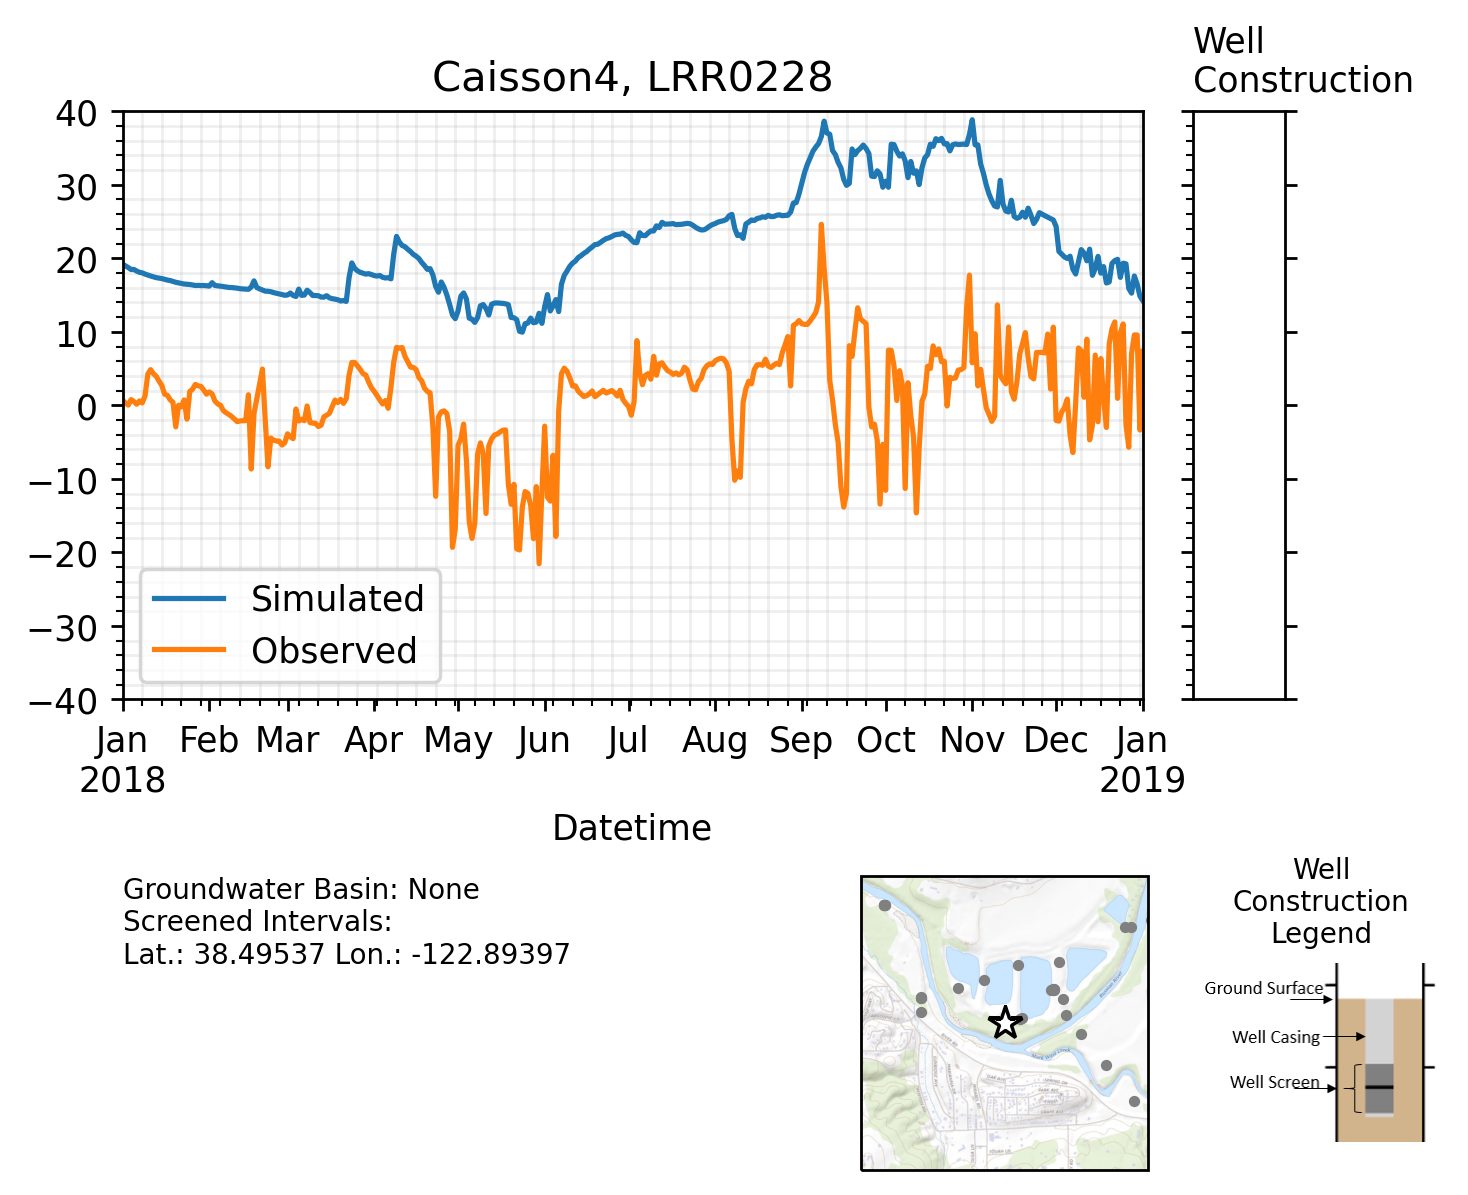 Caisson4, LRR0228
Well
Construction
40
30
20
10
0
−10
−20
−30
−40
Simulated
Observed
Jan Feb Mar Apr May Jun Jul Aug Sep Oct Nov Dec Jan
2018 2019
Datetime
Groundwater Basin: None
Screened Intervals:
Lat.: 38.49537 Lon.: -122.89397
Well
Construction
Legend
Ground Surface
Well Casing
Well Screen